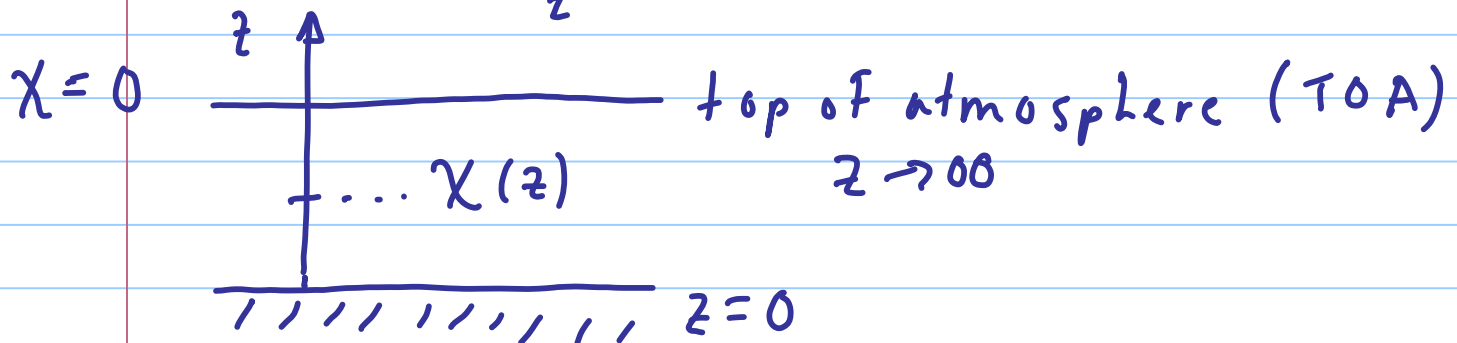 z
z
χ = 0
top of atmosphere (TOA)
χ(z)
z → ∞
z = 0